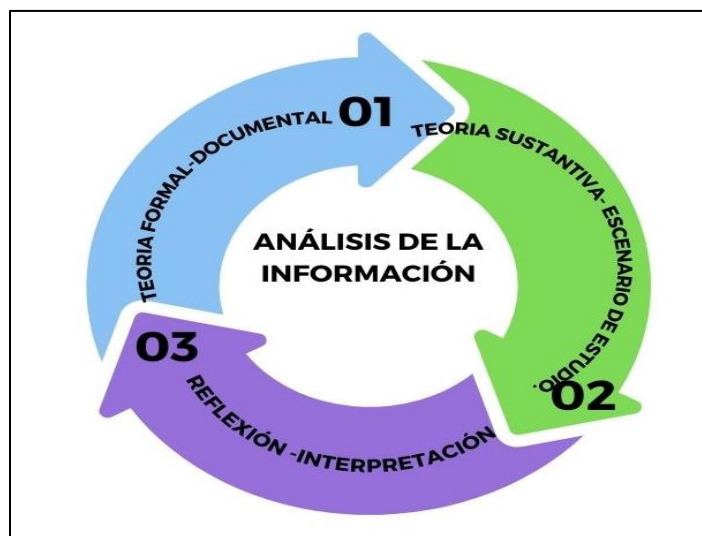 ANÁLISIS DE LA
INFORMACIÓN
01
TEORIA FORMAL-DOCUMENTAL
TEORIA SUSTANTIVA- ESCENARIO DE ESTUDIO.
02
03
REFLEXIÓN -INTERPRETACIÓN